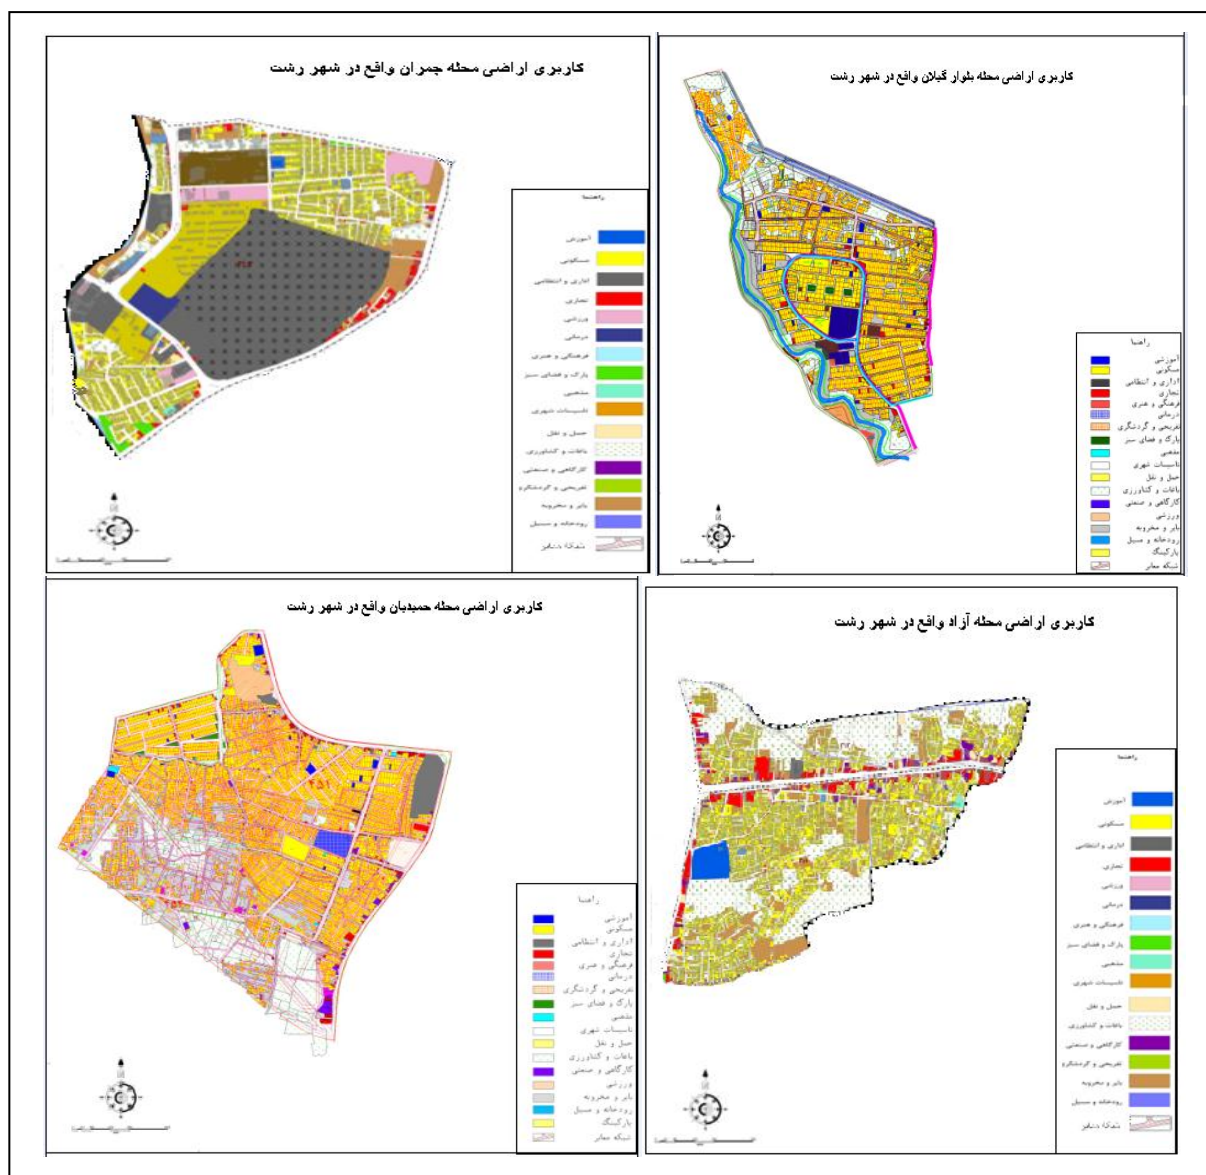 کاربری اراضی محله چمران واقع در شهر رشت
راهنما
آموزش
مسکونی
اداری و انتظامی
تجاری
ورزشی
درمانی
فرهنگی و هنری
پارک و فضای سبز
مذهبی
تاسیسات شهری
حمل و نقل
باغات و کشاورزی
کارگاهی و صنعتی
تفریحی و گردشگری
بایر و مخروبه
رودخانه و مسیل
شبکه معابر
کاربری اراضی محله بلوار گیلان واقع در شهر رشت
راهنما
آموزشی
مسکونی
اداری و انتظامی
تجاری
فرهنگی و هنری
درمانی
تفریحی و گردشگری
پارک و فضای سبز
مذهبی
تاسیسات شهری
حمل و نقل
باغات و کشاورزی
کارگاهی و صنعتی
ورزشی
بایر و مخروبه
رودخانه و مسیل
پارکینگ
شبکه معابر
کاربری اراضی محله حمیدیان واقع در شهر رشت
راهنما
آموزشی
مسکونی
اداری و انتظامی
تجاری
فرهنگی و هنری
درمانی
تفریحی و گردشگری
پارک و فضای سبز
مذهبی
تاسیسات شهری
حمل و نقل
باغات و کشاورزی
کارگاهی و صنعتی
ورزشی
بایر و مخروبه
رودخانه و مسیل
پارکینگ
شبکه معابر
کاربری اراضی محله آزاد واقع در شهر رشت
راهنما
آموزش
مسکونی
اداری و انتظامی
تجاری
ورزشی
درمانی
فرهنگی و هنری
پارک و فضای سبز
مذهبی
تاسیسات شهری
حمل و نقل
باغات و کشاورزی
کارگاهی و صنعتی
تفریحی و گردشگری
بایر و مخروبه
رودخانه و مسیل
شبکه معابر